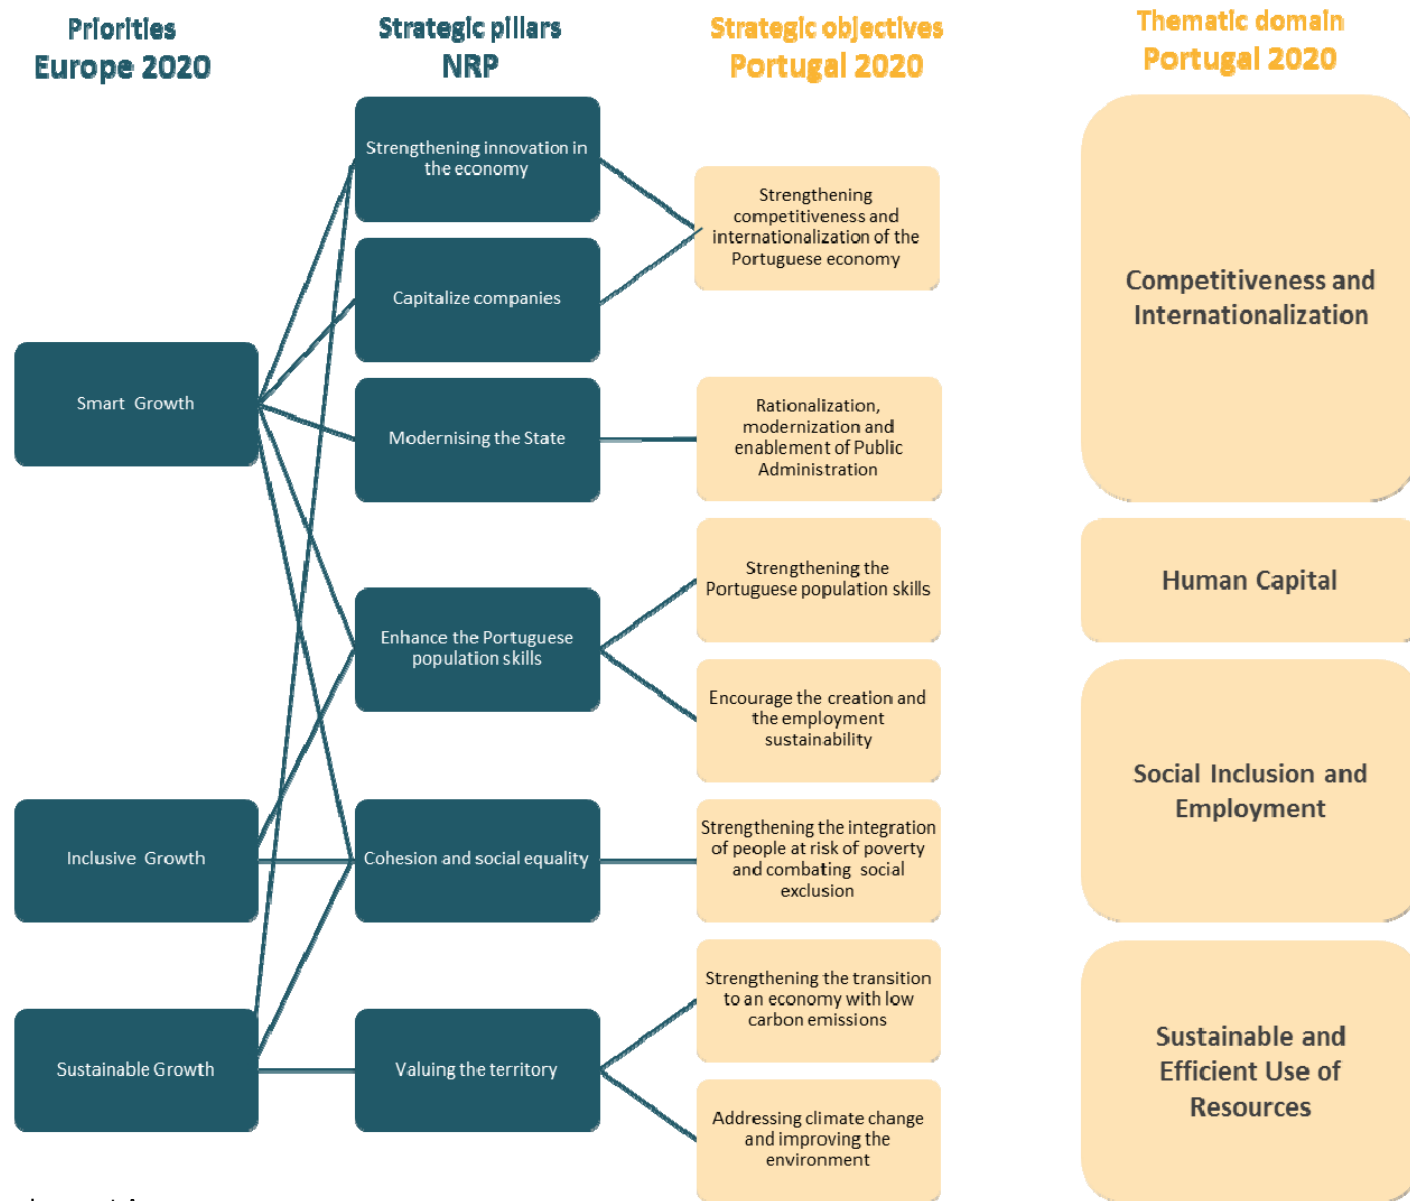 Priorities
Europe 2020
Strategic pillars
NRP
Strategic objectives
Portugal 2020
Thematic domain
Portugal 2020
Smart Growth
Inclusive Growth
Sustainable Growth
Strengthening innovation in
the economy
Capitalize companies
Modernising the State
Enhance the Portuguese
population skills
Cohesion and social equality
Valuing the territory
Strengthening
competitiveness and
internationalization of the
Portuguese economy
Rationalization,
modernization and
enablement of Public
Administration
Strengthening the
Portuguese population skills
Encourage the creation and
the employment
sustainability
Strengthening the integration
of people at risk of poverty
and combating social
exclusion
Strengthening the transition
to an economy with low
carbon emissions
Addressing climate change
and improving the
environment
Competitiveness and
Internationalization
Human Capital
Social Inclusion and
Employment
Sustainable and
Efficient Use of
Resources